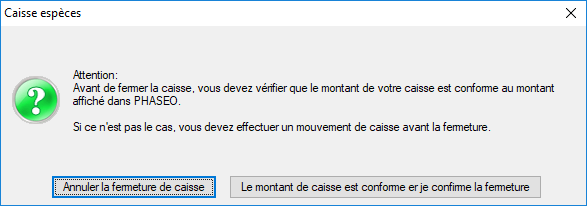 Caisse espèces
Attention:
Avant de fermer la caisse, vous devez vérifier que le montant de votre caisse est conforme au montant
affiché dans PHASEO.
Si ce n'est pas le cas, vous devez effectuer un mouvement de caisse avant la fermeture.
Annuler la fermeture de caisse
Le montant de caisse est conforme er je confirme la fermeture